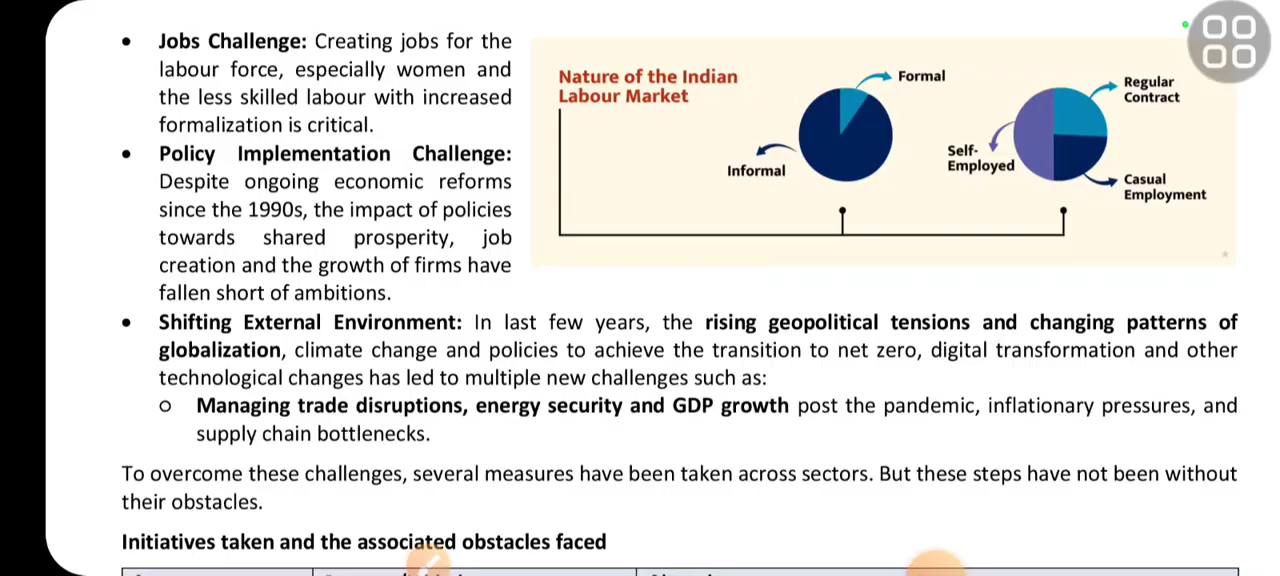 • Jobs Challenge: Creating jobs for the
labour force, especially women and
the less skilled labour with increased
formalization is critical.
• Policy Implementation Challenge:
Despite ongoing economic reforms
since the 1990s, the impact of policies
towards shared prosperity, job
creation and the growth of firms have
fallen short of ambitions.
Nature of the Indian
Labour Market
Formal
Informal
Regular
Contract
Self-
Employed
Casual
Employment
• Shifting External Environment: In last few years, the rising geopolitical tensions and changing patterns of
globalization, climate change and policies to achieve the transition to net zero, digital transformation and other
technological changes has led to multiple new challenges such as:
o Managing trade disruptions, energy security and GDP growth post the pandemic, inflationary pressures, and
supply chain bottlenecks.
To overcome these challenges, several measures have been taken across sectors. But these steps have not been without
their obstacles.
Initiatives taken and the associated obstacles faced